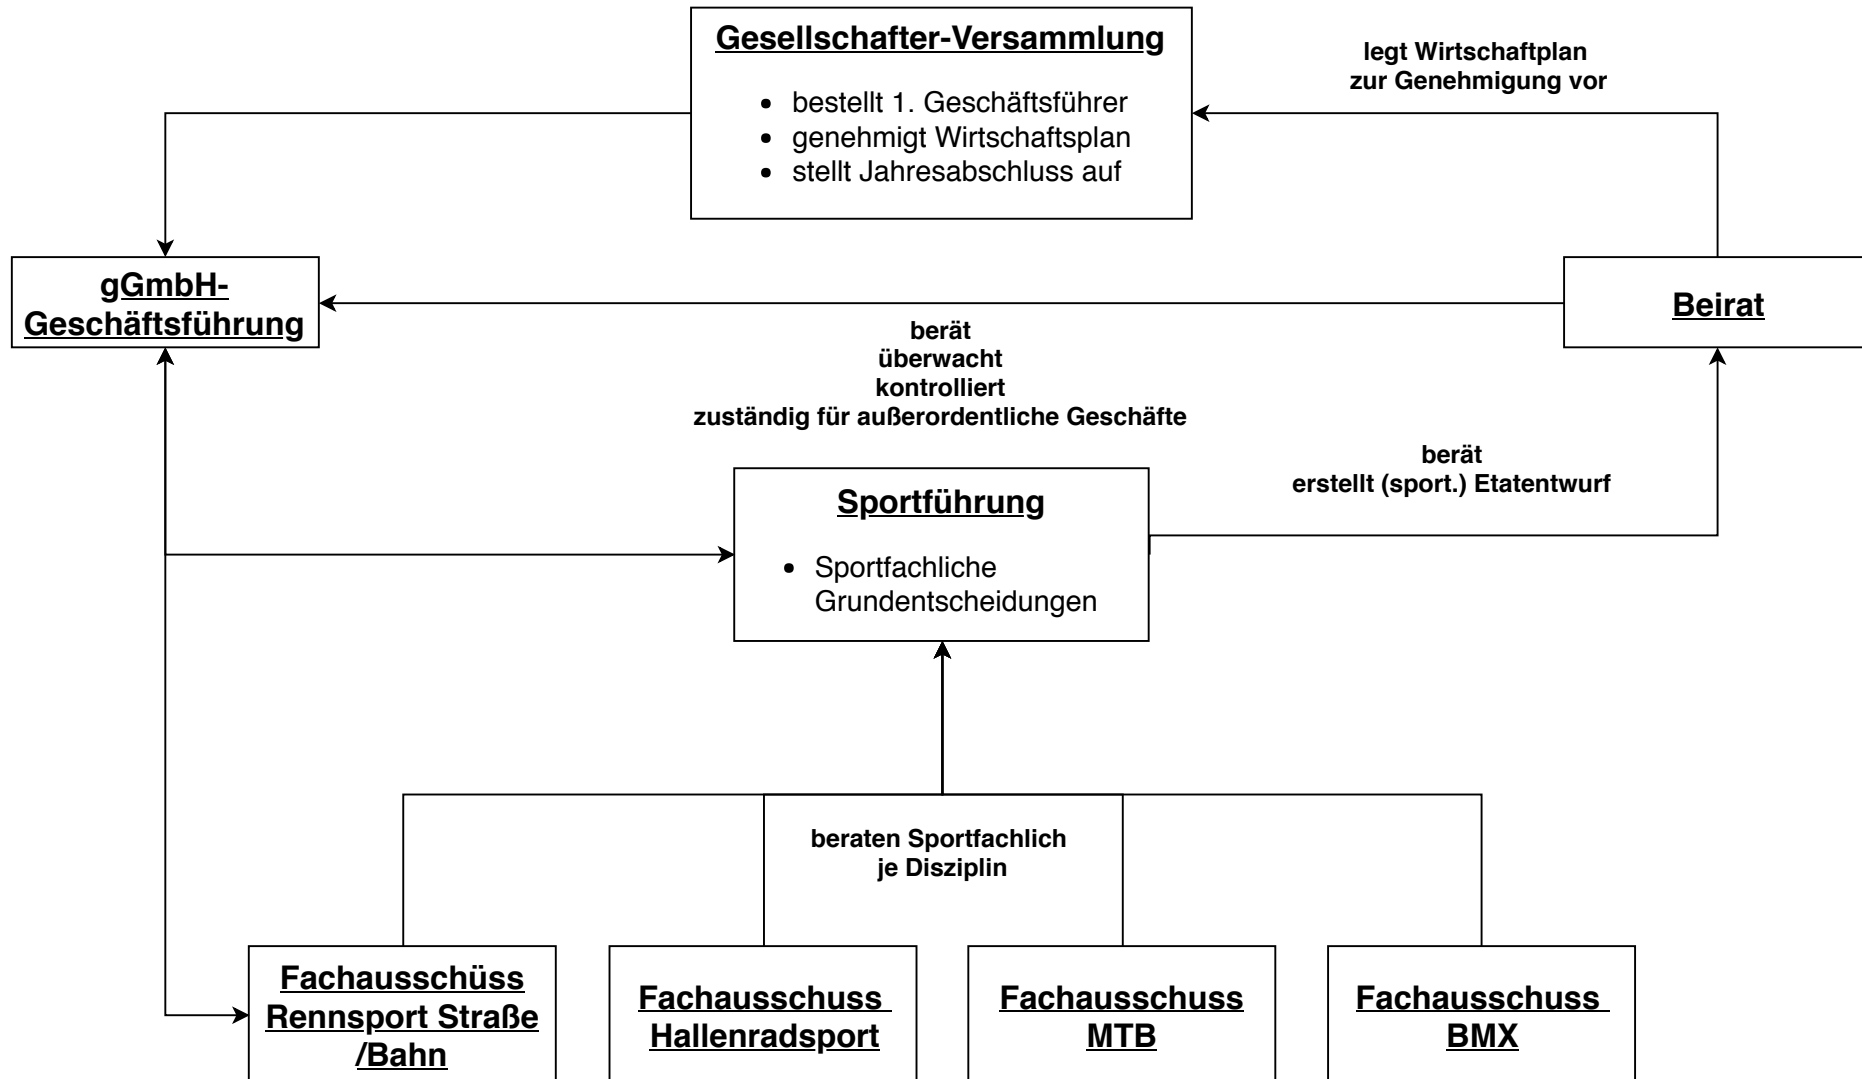 Gesellschafter-Versammlung
• bestellt 1. Geschäftsführer
• genehmigt Wirtschaftsplan
• stellt Jahresabschluss auf
legt Wirtschaftplan
zur Genehmigung vor
gGmbH-
Geschäftsführung
Beirat
berät
überwacht
kontrolliert
zuständig für außerordentliche Geschäfte
berät
erstellt (sport.) Etatentwurf
Sportführung
• Sportfachliche
Grundentscheidungen
beraten Sportfachlich
je Disziplin
Fachausschüss
Rennsport Straße
/Bahn
Fachausschuss
Hallenradsport
Fachausschuss
MTB
Fachausschuss
BMX